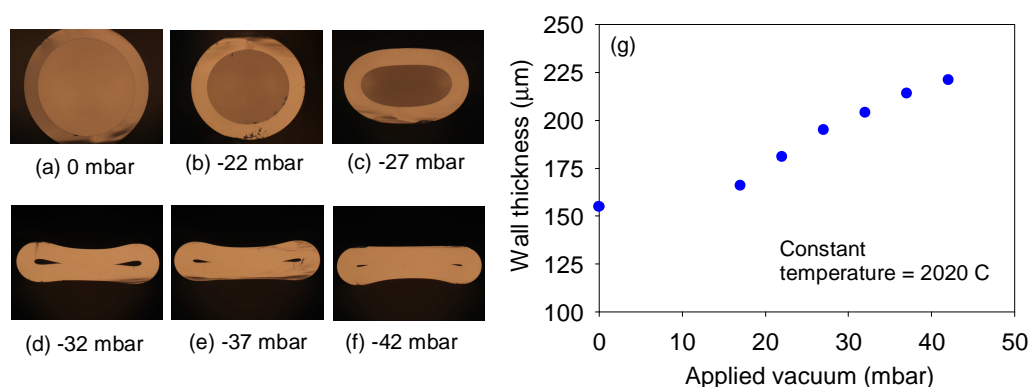 (a) 0 mbar
(b) -22 mbar
(c) -27 mbar
(d) -32 mbar
(e) -37 mbar
(f) -42 mbar
(g)
Wall thickness (μm)
250
225
200
175
150
125
100
Constant
temperature = 2020 C
0
10
20
30
40
50
Applied vacuum (mbar)